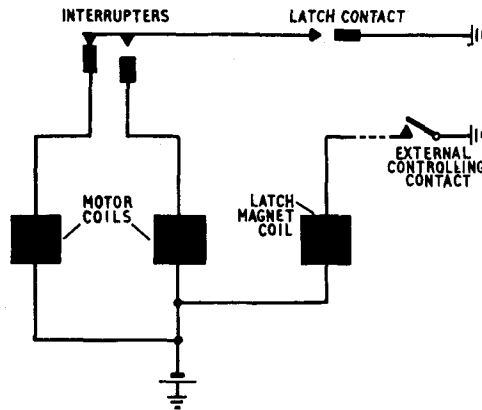 INTERRUPTERS
LATCH CONTACT
EXTERNAL
CONTROLLING
CONTACT
MOTOR
COILS
LATCH
MAGNET
COIL